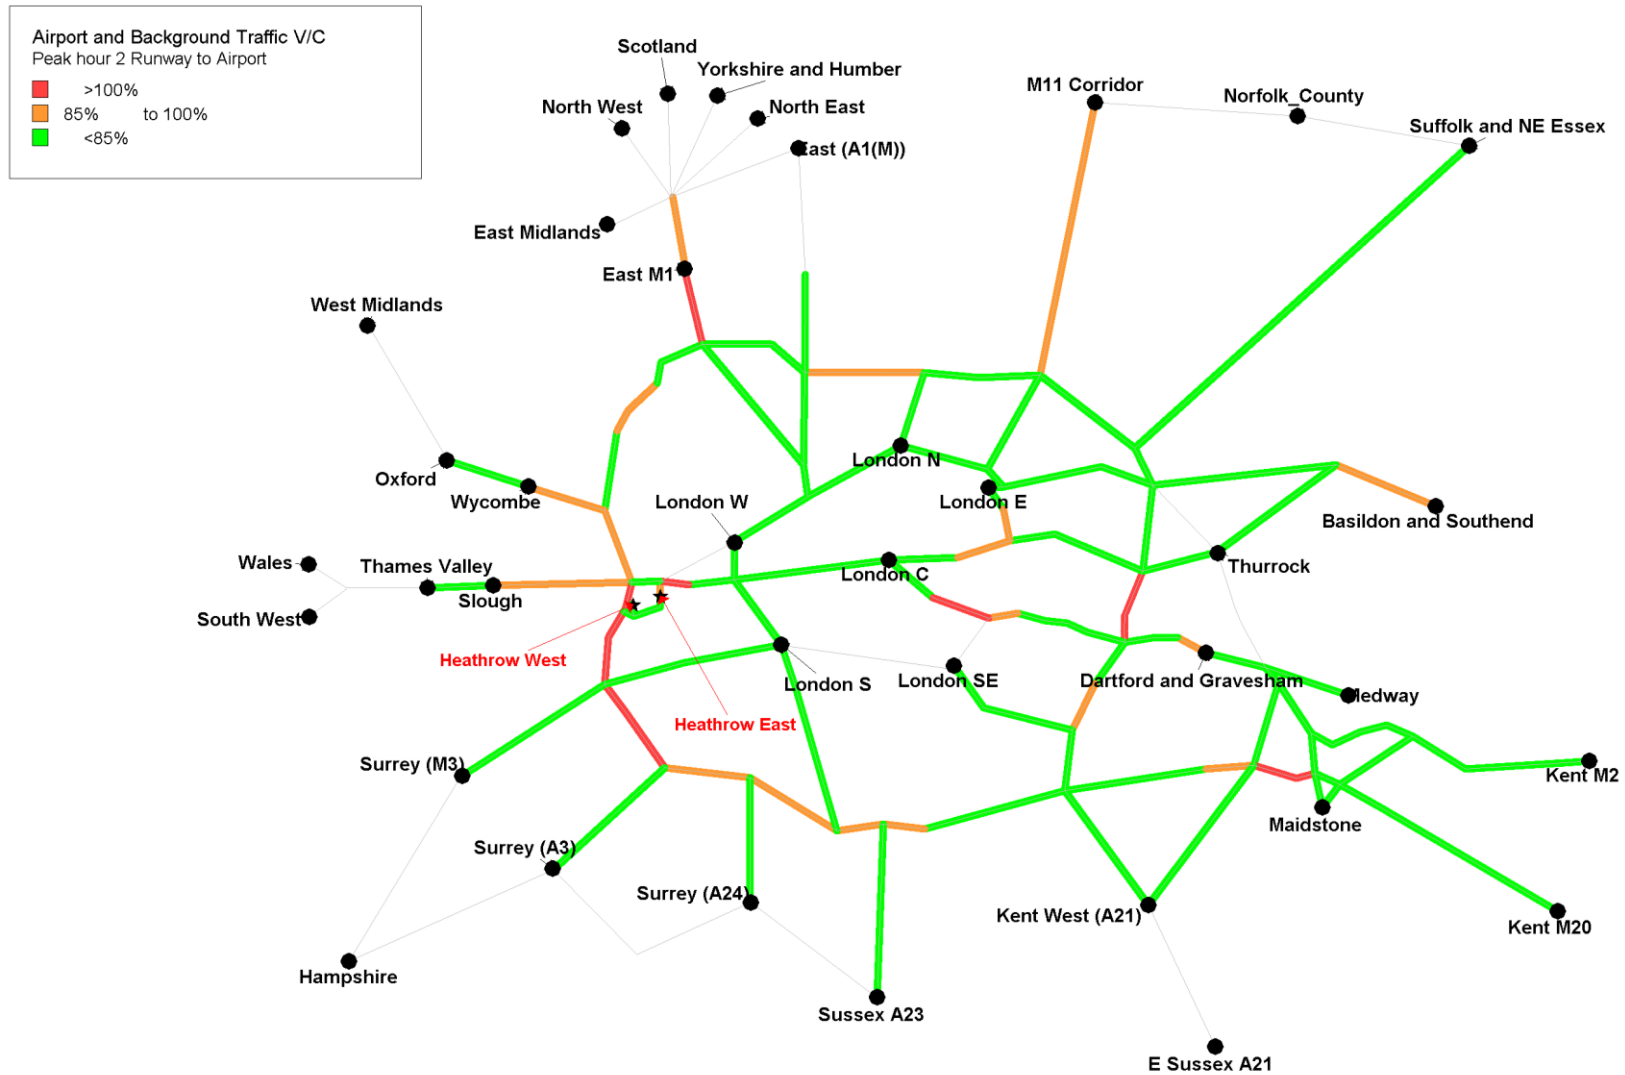 Airport and Background Traffic V/C
Peak hour 2 Runway to Airport
>100%
85% to 100%
<85%
Scotland
Yorkshire and Humber
North West
North East
East (A1(M))
M11 Corridor
Norfolk_County
Suffolk and NE Essex
East Midlands
East M1
West Midlands
London N
Oxford
Wycombe
London W
London E
Basildon and Southend
Wales
Thames Valley
Slough
London C
Thurrock
South West
Heathrow West
London S
London SE
Dartford and Gravesham
Medway
Heathrow East
Surrey (M3)
Kent M2
Maidstone
Surrey (A3)
Surrey (A24)
Kent West (A21)
Kent M20
Hampshire
Sussex A23
E Sussex A21